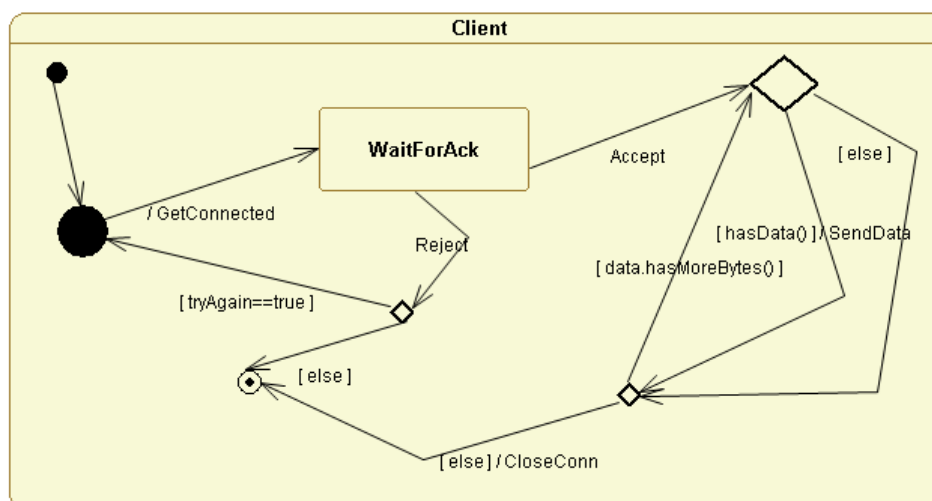 Client
WaitForAck
Accept
[ else ]
/ GetConnected
[ hasData() ] / SendData
Reject
[ data.hasMoreBytes() ]
[ tryAgain==true ]
[ else ]
[ else ] / CloseConn